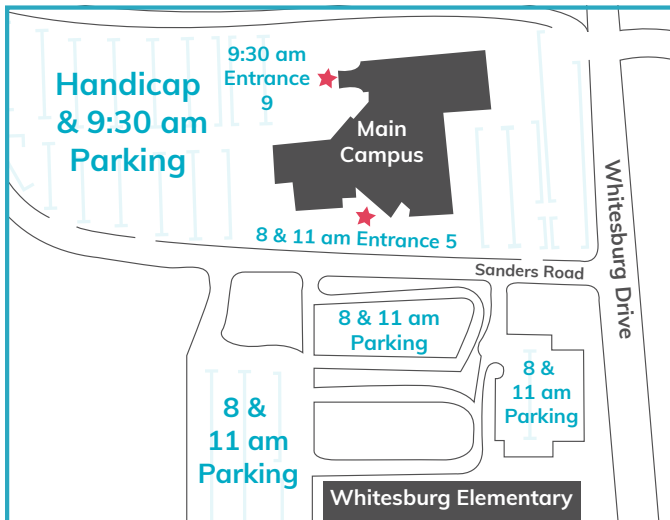 Handicap
& 9:30 am
Parking
9:30 am
Entrance
9
Main
Campus
8 & 11 am Entrance 5
Sanders Road
Whitesburg Drive
8 & 11 am
Parking
8 &
11 am
Parking
8 &
11 am
Parking
Whitesburg Elementary